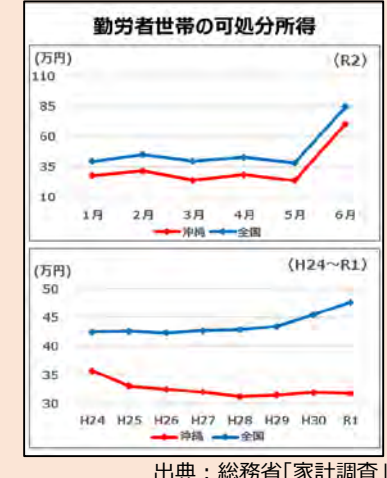 勤労者世帯の可処分所得
(万円) (R2)
110
85
60
35
10
1月 2月 3月 4月 5月 6月
沖縄 全国
(万円) (H24～R1)
50
45
40
35
30
H24 H25 H26 H27 H28 H29 H30 R1
沖縄 全国
出典：総務省「家計調査」